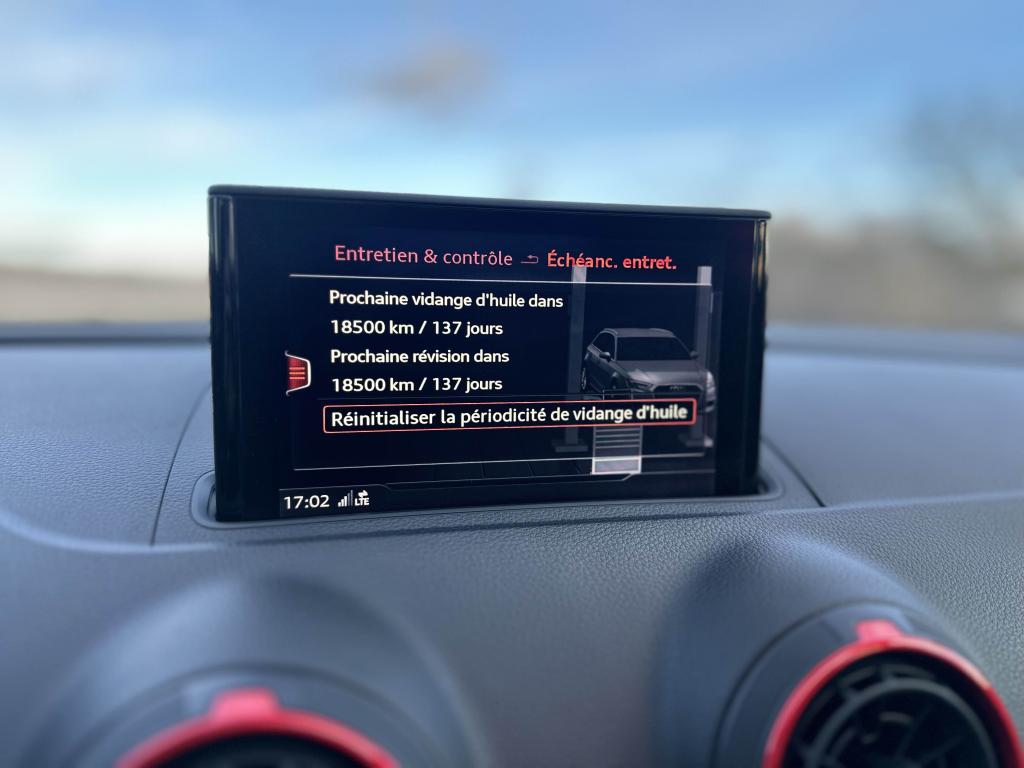 Entretien & contrôle Échéanc. entret.
Prochaine vidange d'huile dans
18500 km / 137 jours
Prochaine révision dans
18500 km / 137 jours
Réinitialiser la périodicité de vidange d'huile
17:02 LTE